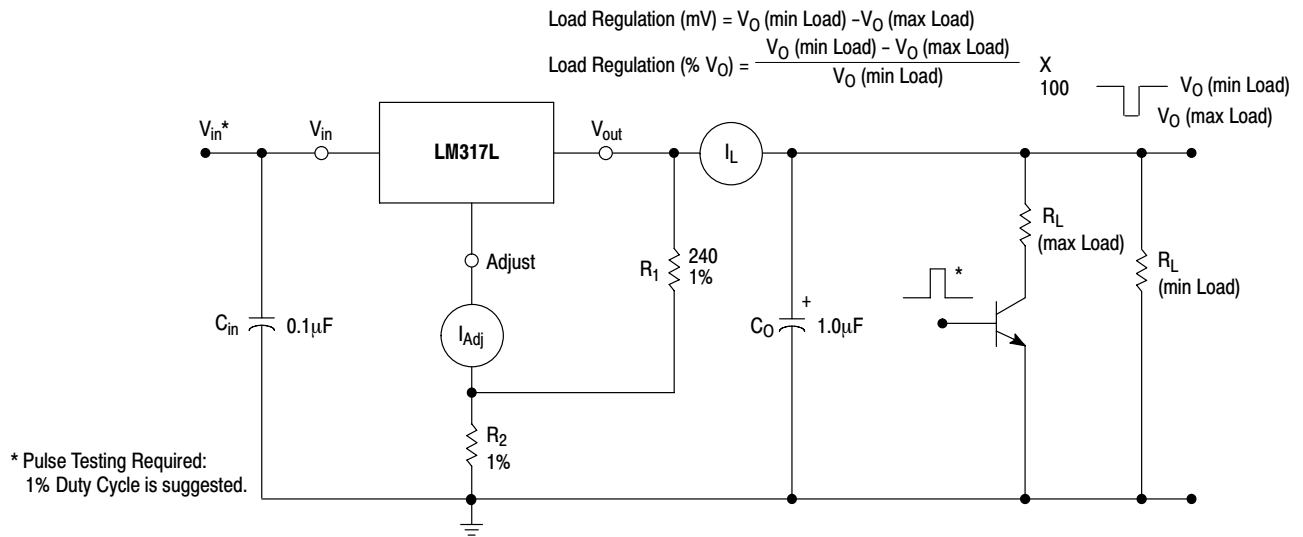 Load Regulation (mV) = VO (min Load) –VO (max Load)
Load Regulation (% VO) = VO (min Load) – VO (max Load)
VO (min Load)
X
100
VO (min Load)
VO (max Load)
Vin*
Vin
LM317L
Vout
IL
Adjust
R1
240
1%
RL
(max Load)
RL
(min Load)
*
Cin
0.1μF
IAdj
CO
+
1.0μF
R2
1%
* Pulse Testing Required:
1% Duty Cycle is suggested.